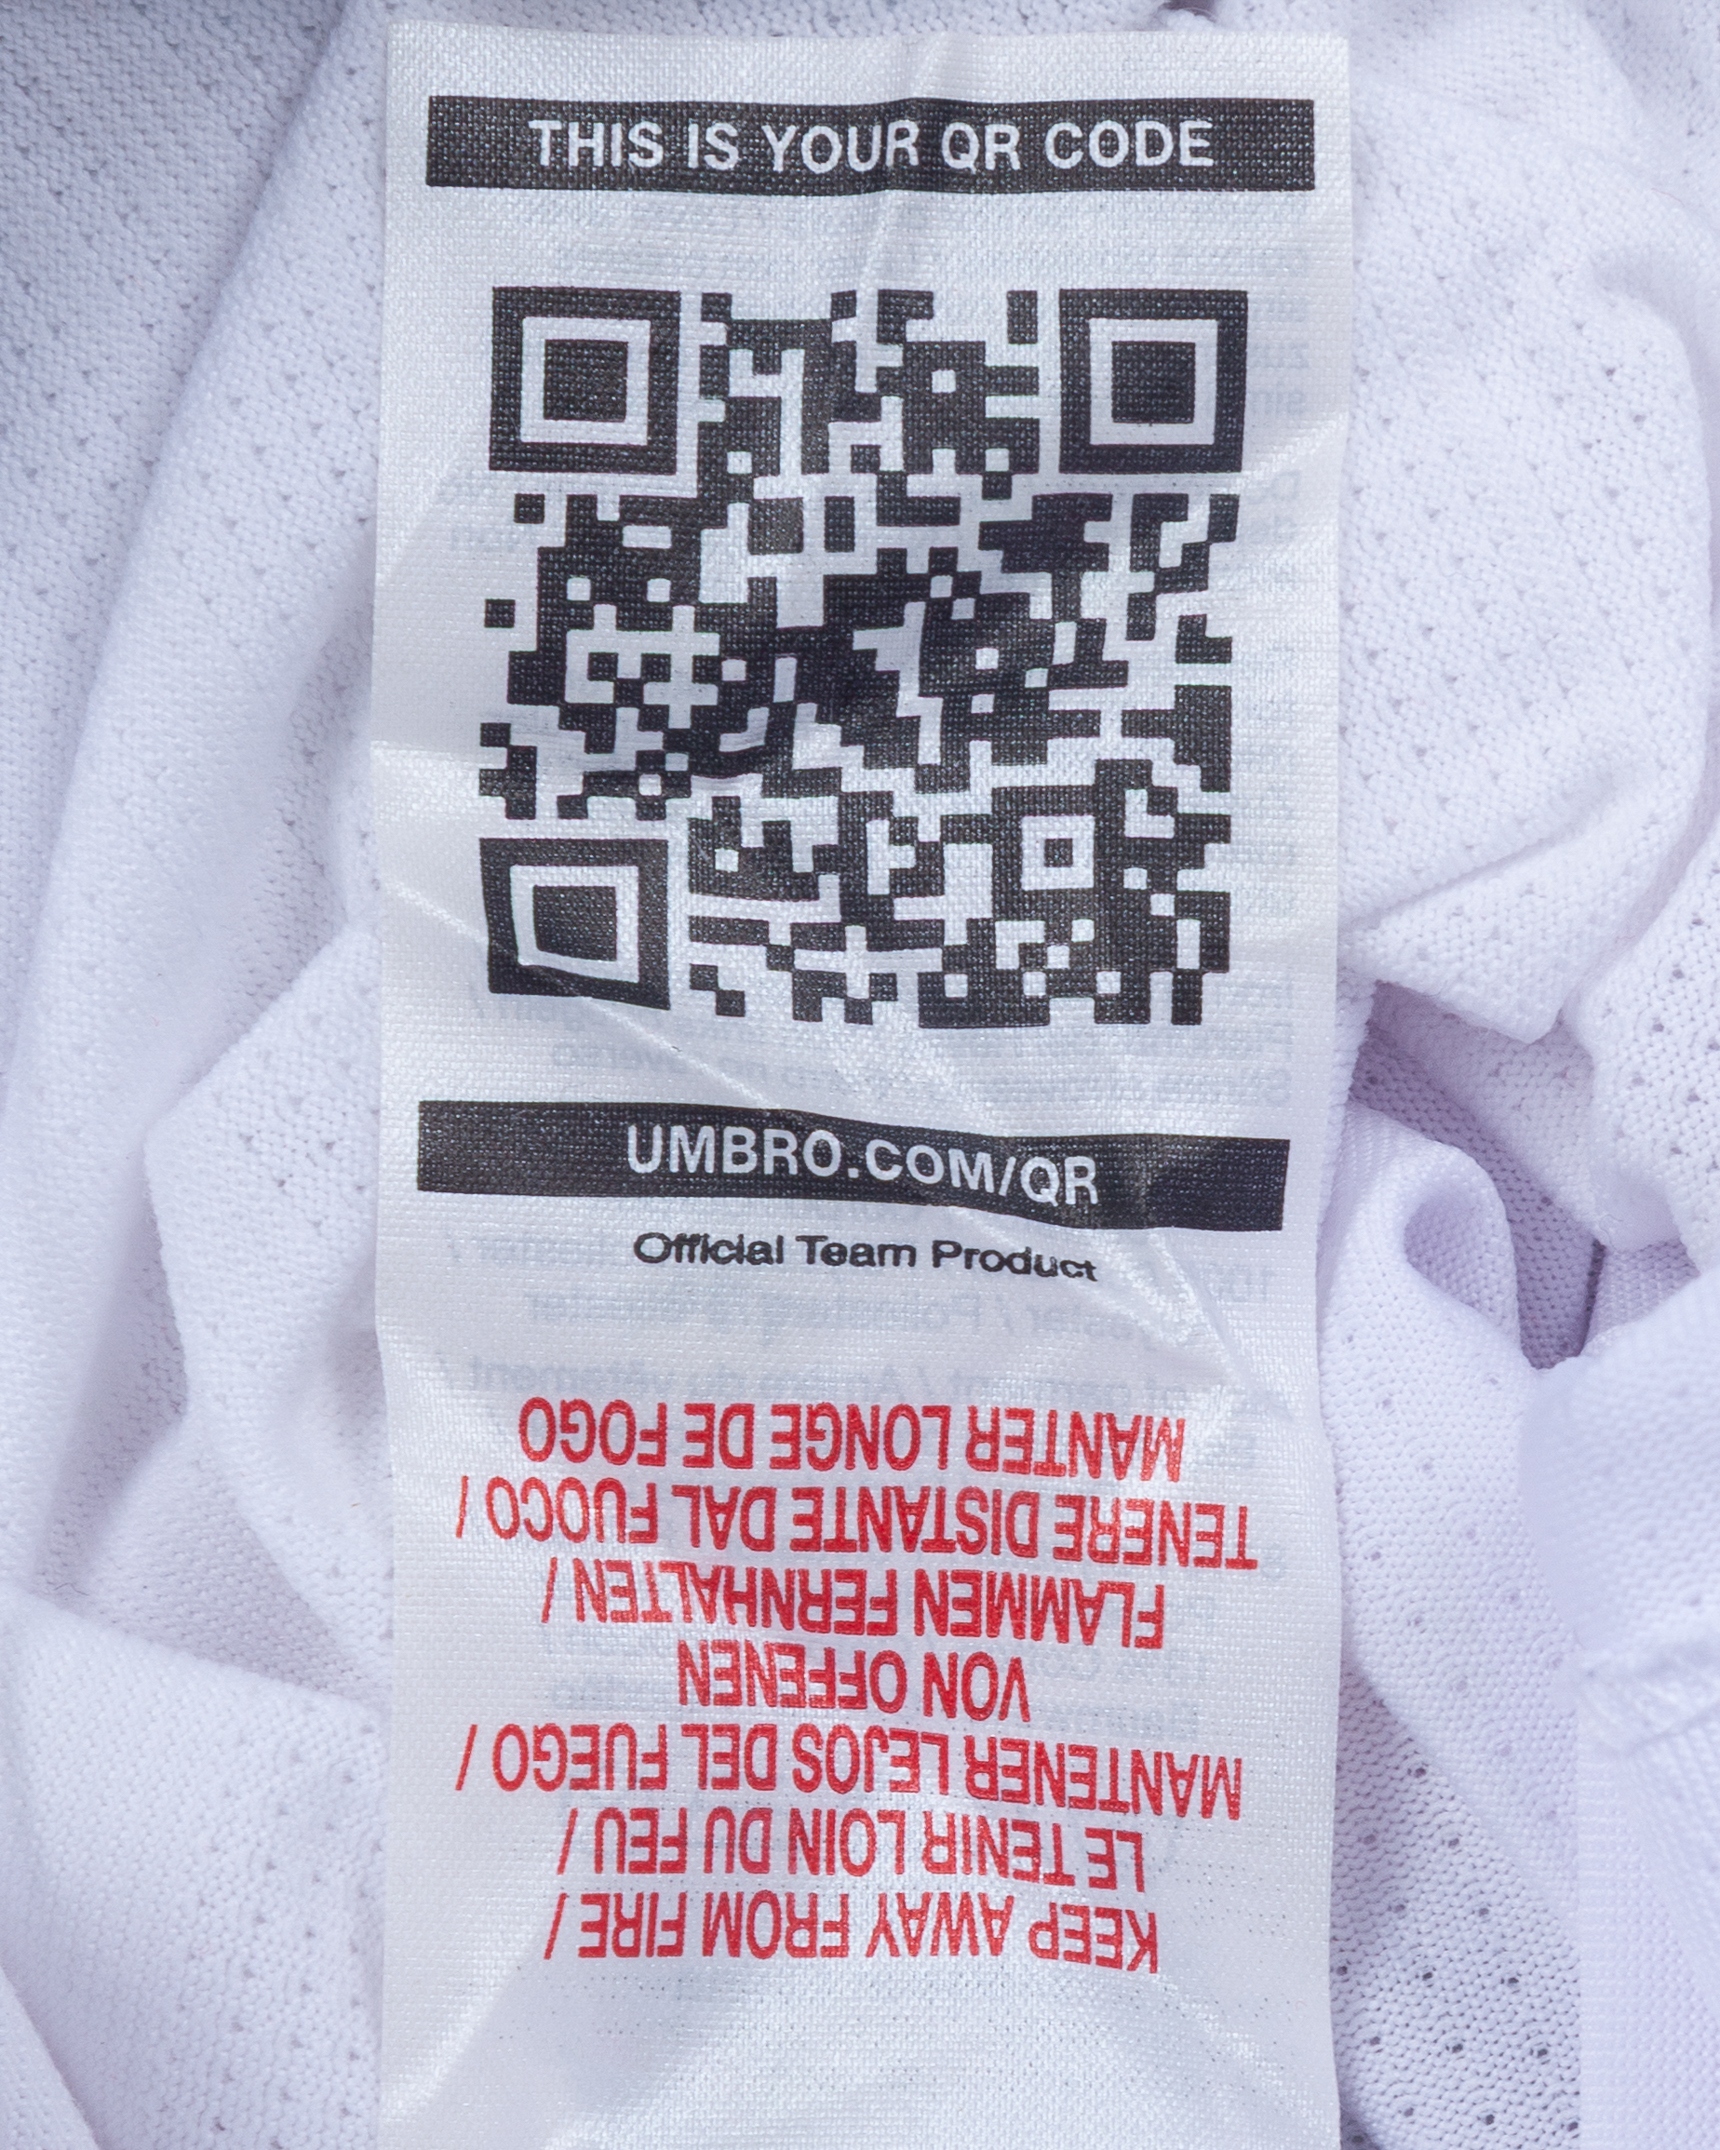 THIS IS YOUR QR CODE
UMBRO.COM/QR
Official Team Product
KEEP AWAY FROM FIRE /
LE TENIR LOIN DU FEU /
MANTENER LEJOS DEL FUEGO /
VON OFFENEN
FLAMMEN FERNHALTEN /
TENERE DISTANTE DAL FUOCO /
MANTER LONGE DE FOGO